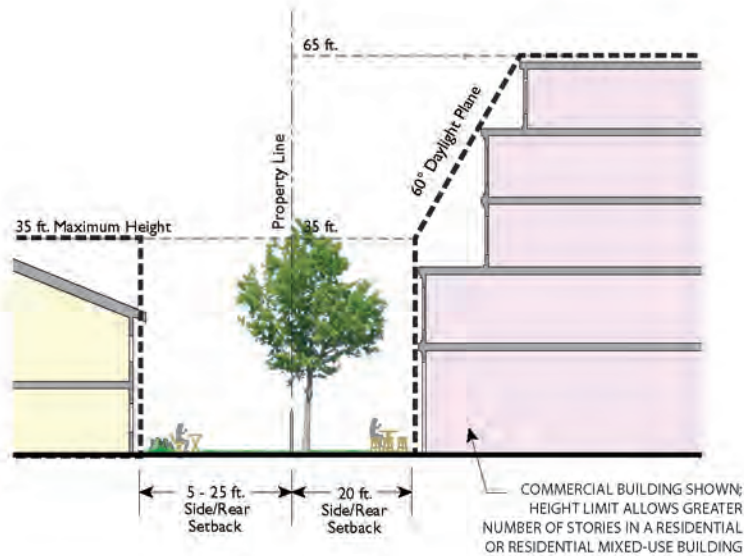 65 ft.
60° Daylight Plane
Property Line
35 ft. Maximum Height
35 ft.
5 - 25 ft.
Side/Rear
Setback
20 ft.
Side/Rear
Setback
COMMERCIAL BUILDING SHOWN;
HEIGHT LIMIT ALLOWS GREATER
NUMBER OF STORIES IN A RESIDENTIAL
OR RESIDENTIAL MIXED-USE BUILDING